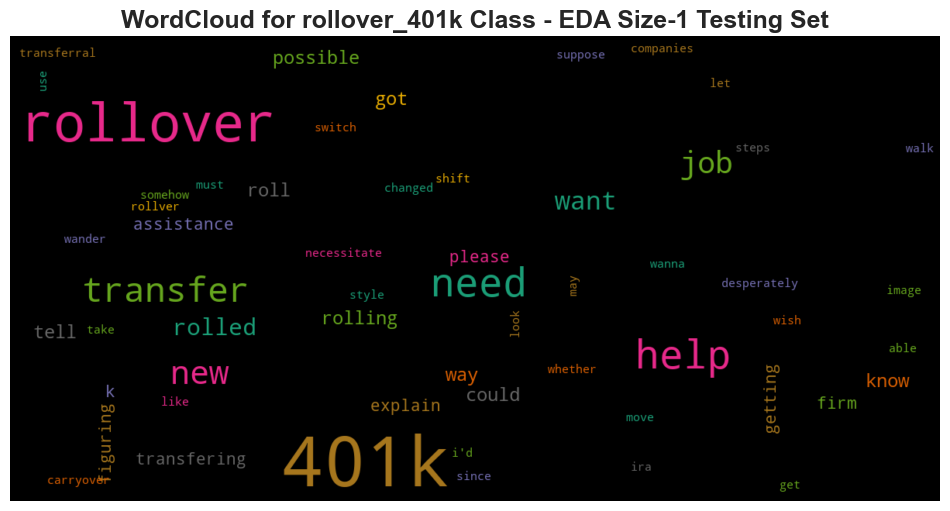 WordCloud for rollover_401k Class - EDA Size-1 Testing Set
transferral
possible
suppose
companies
use
got
let
rollover
switch
job
steps
walk
somehow
must
roll
changed
shift
want
rollver
assistance
wander
necessitate
please
wanna
transfer
style
need
may
desperately
image
tell
take
rolled
rolling
look
wish
able
new
way
help
whether
know
k
like
explain
could
getting
firm
figuring
move
transfering
401k
i'd
since
ira
carryover
get